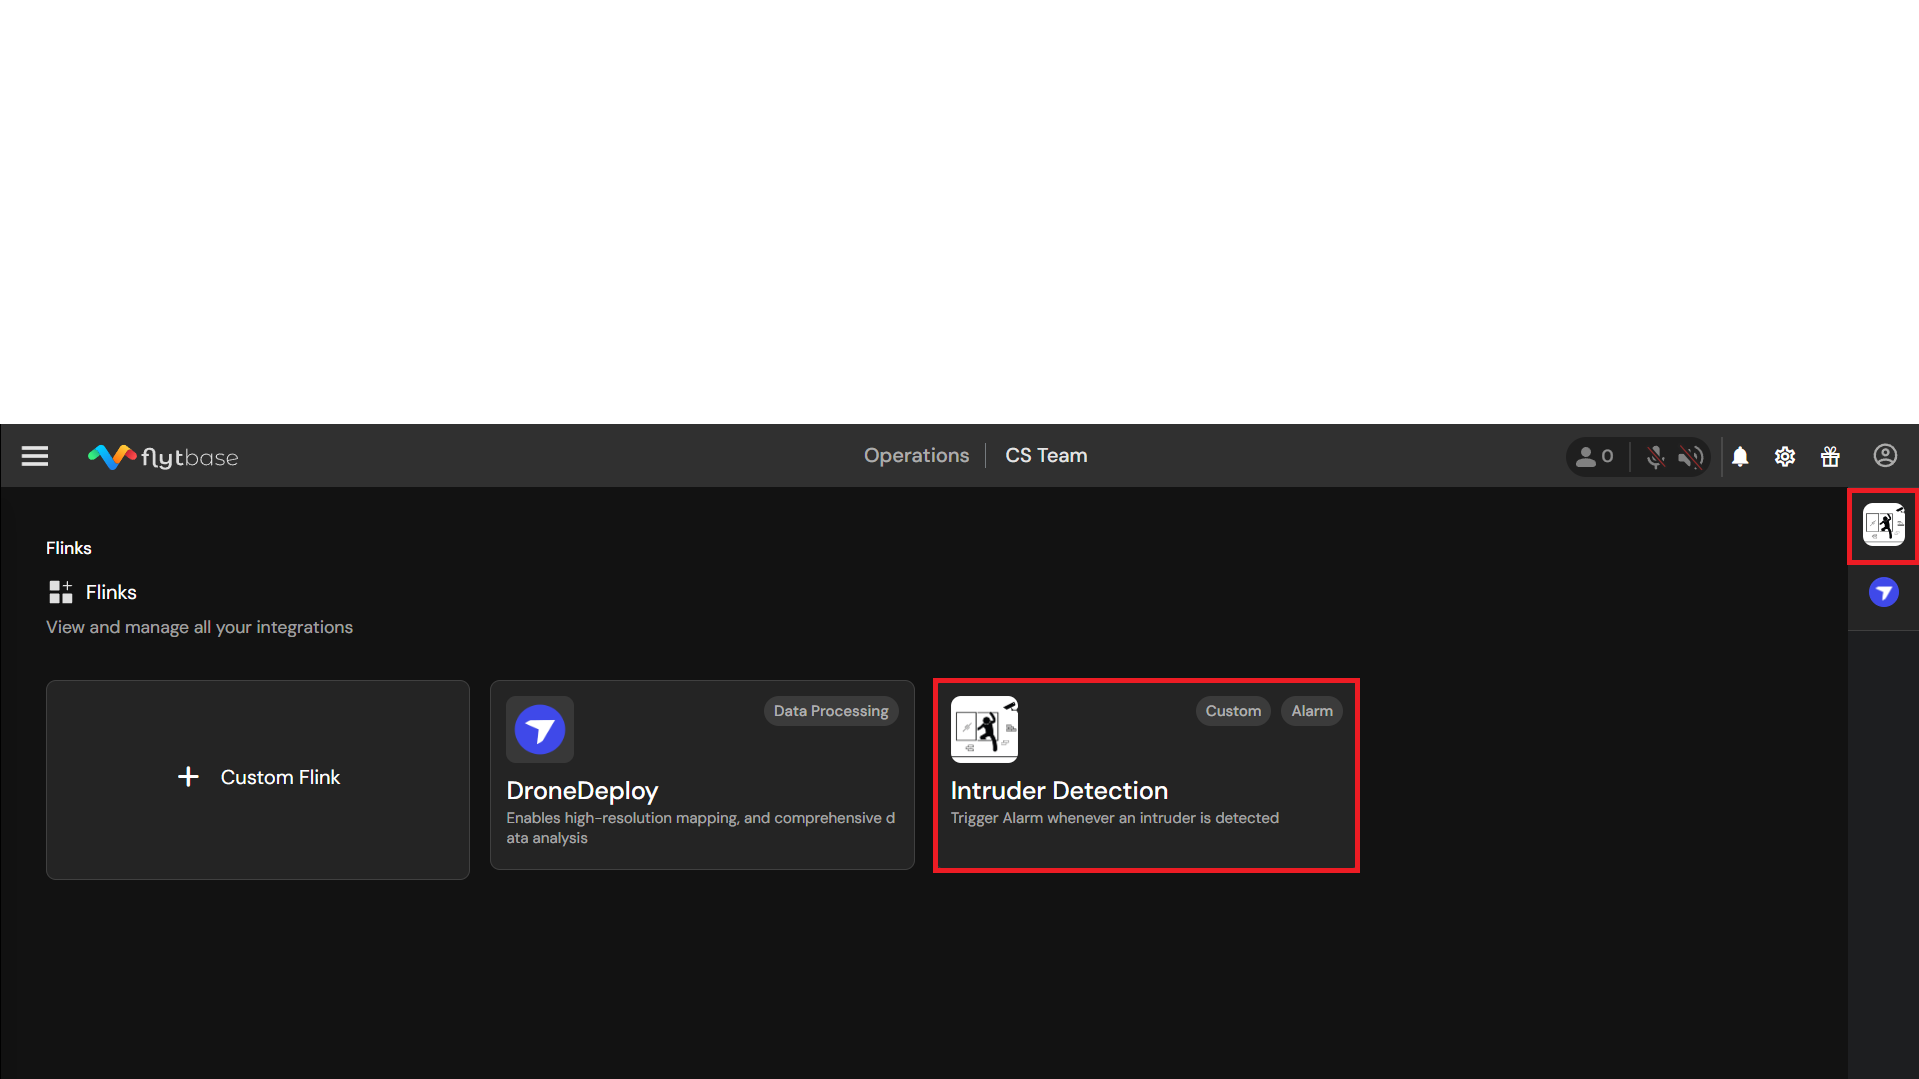 flytbase
Operations
CS Team
0
Flinks
Flinks
View and manage all your integrations
Custom Flink
Data Processing
DroneDeploy
Enables high-resolution mapping, and comprehensive d
ata analysis
Custom
Alarm
Intruder Detection
Trigger Alarm whenever an intruder is detected